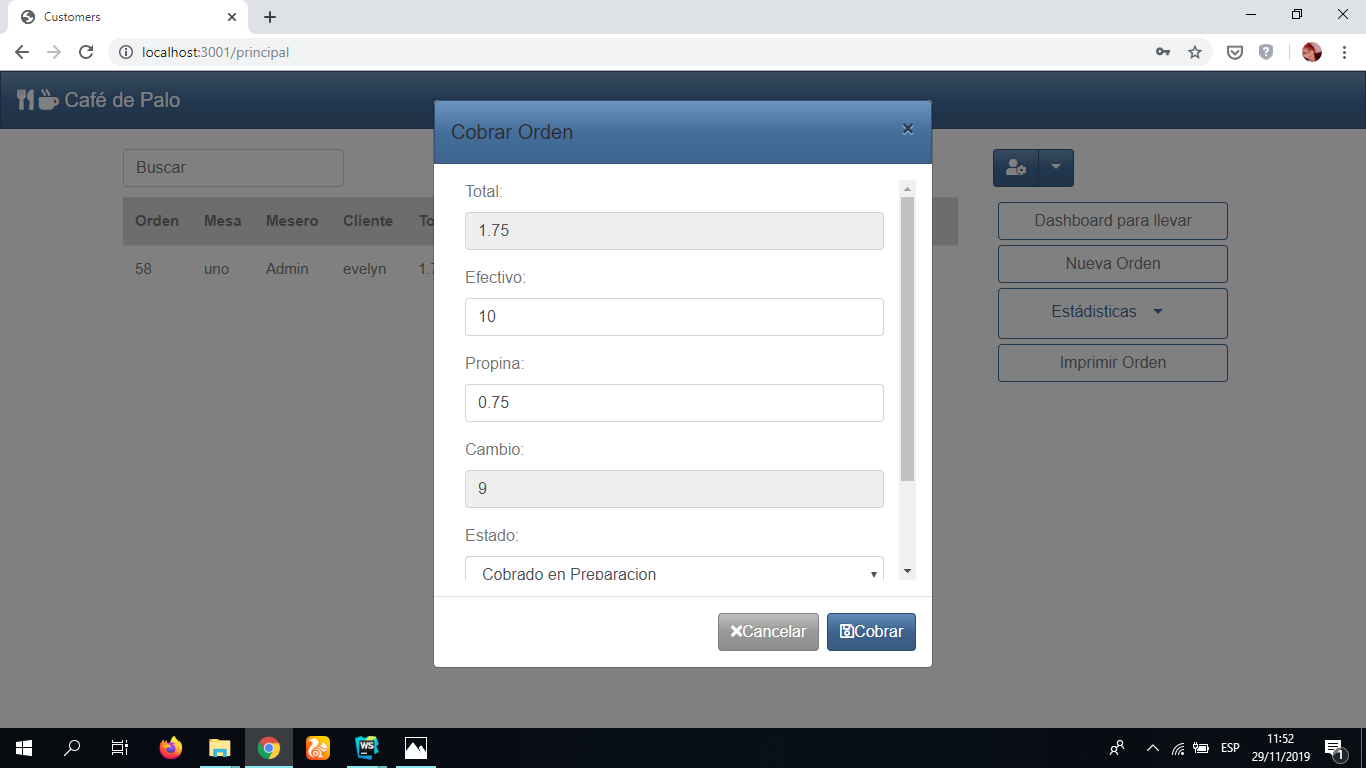 Customers
localhost:3001/principal
Café de Palo
Cobrar Orden
×
Buscar
Orden Mesa Mesero Cliente To
58 uno Admin evelyn 1.7
Total:
1.75
Efectivo:
10
Propina:
0.75
Cambio:
9
Estado:
Cobrado en Preparacion
Cancelar Cobrar
Dashboard para llevar
Nueva Orden
Estádisticas
Imprimir Orden
WS
ESP
11:52
29/11/2019
1